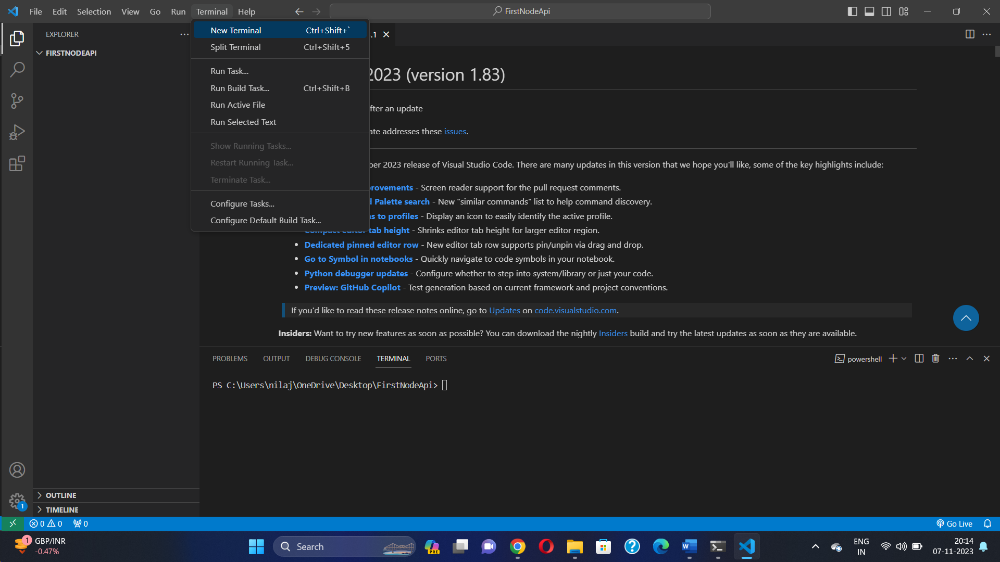 File Edit Selection View Go Run Terminal Help
FirstNodeApi
EXPLORER
FIRSTNODEAPI
New Terminal Ctrl+Shift+`
Split Terminal Ctrl+Shift+5
Run Task...
Run Build Task... Ctrl+Shift+B
Run Active File
Run Selected Text
Show Running Tasks...
Restart Running Task...
Terminate Task...
Configure Tasks...
Configure Default Build Task...
.1
2023 (version 1.83)
fter an update
ate addresses these issues.
ber 2023 release of Visual Studio Code. There are many updates in this version that we hope you'll like, some of the key highlights include:
provements - Screen reader support for the pull request comments.
d Palette search - New "similar commands" list to help command discovery.
ns to profiles - Display an icon to easily identify the active profile.
Compact editor tab height - Shrinks editor tab height for larger editor region.
• Dedicated pinned editor row - New editor tab row supports pin/unpin via drag and drop.
• Go to Symbol in notebooks - Quickly navigate to code symbols in your notebook.
• Python debugger updates - Configure whether to step into system/library or just your code.
• Preview: GitHub Copilot - Test generation based on current framework and project conventions.
If you'd like to read these release notes online, go to Updates on code.visualstudio.com.
Insiders: Want to try new features as soon as possible? You can download the nightly Insiders build and try the latest updates as soon as they are available.
PROBLEMS OUTPUT DEBUG CONSOLE TERMINAL PORTS
powershell
PS C:\Users\nilaj\OneDrive\Desktop\FirstNodeApi>
OUTLINE
1
TIMELINE
0 0 0
Go Live
1
GBP/INR
-0.47%
Search
PRE
ENG
IN
20:14
07-11-2023